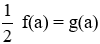 1/2 f(a) = g(a)